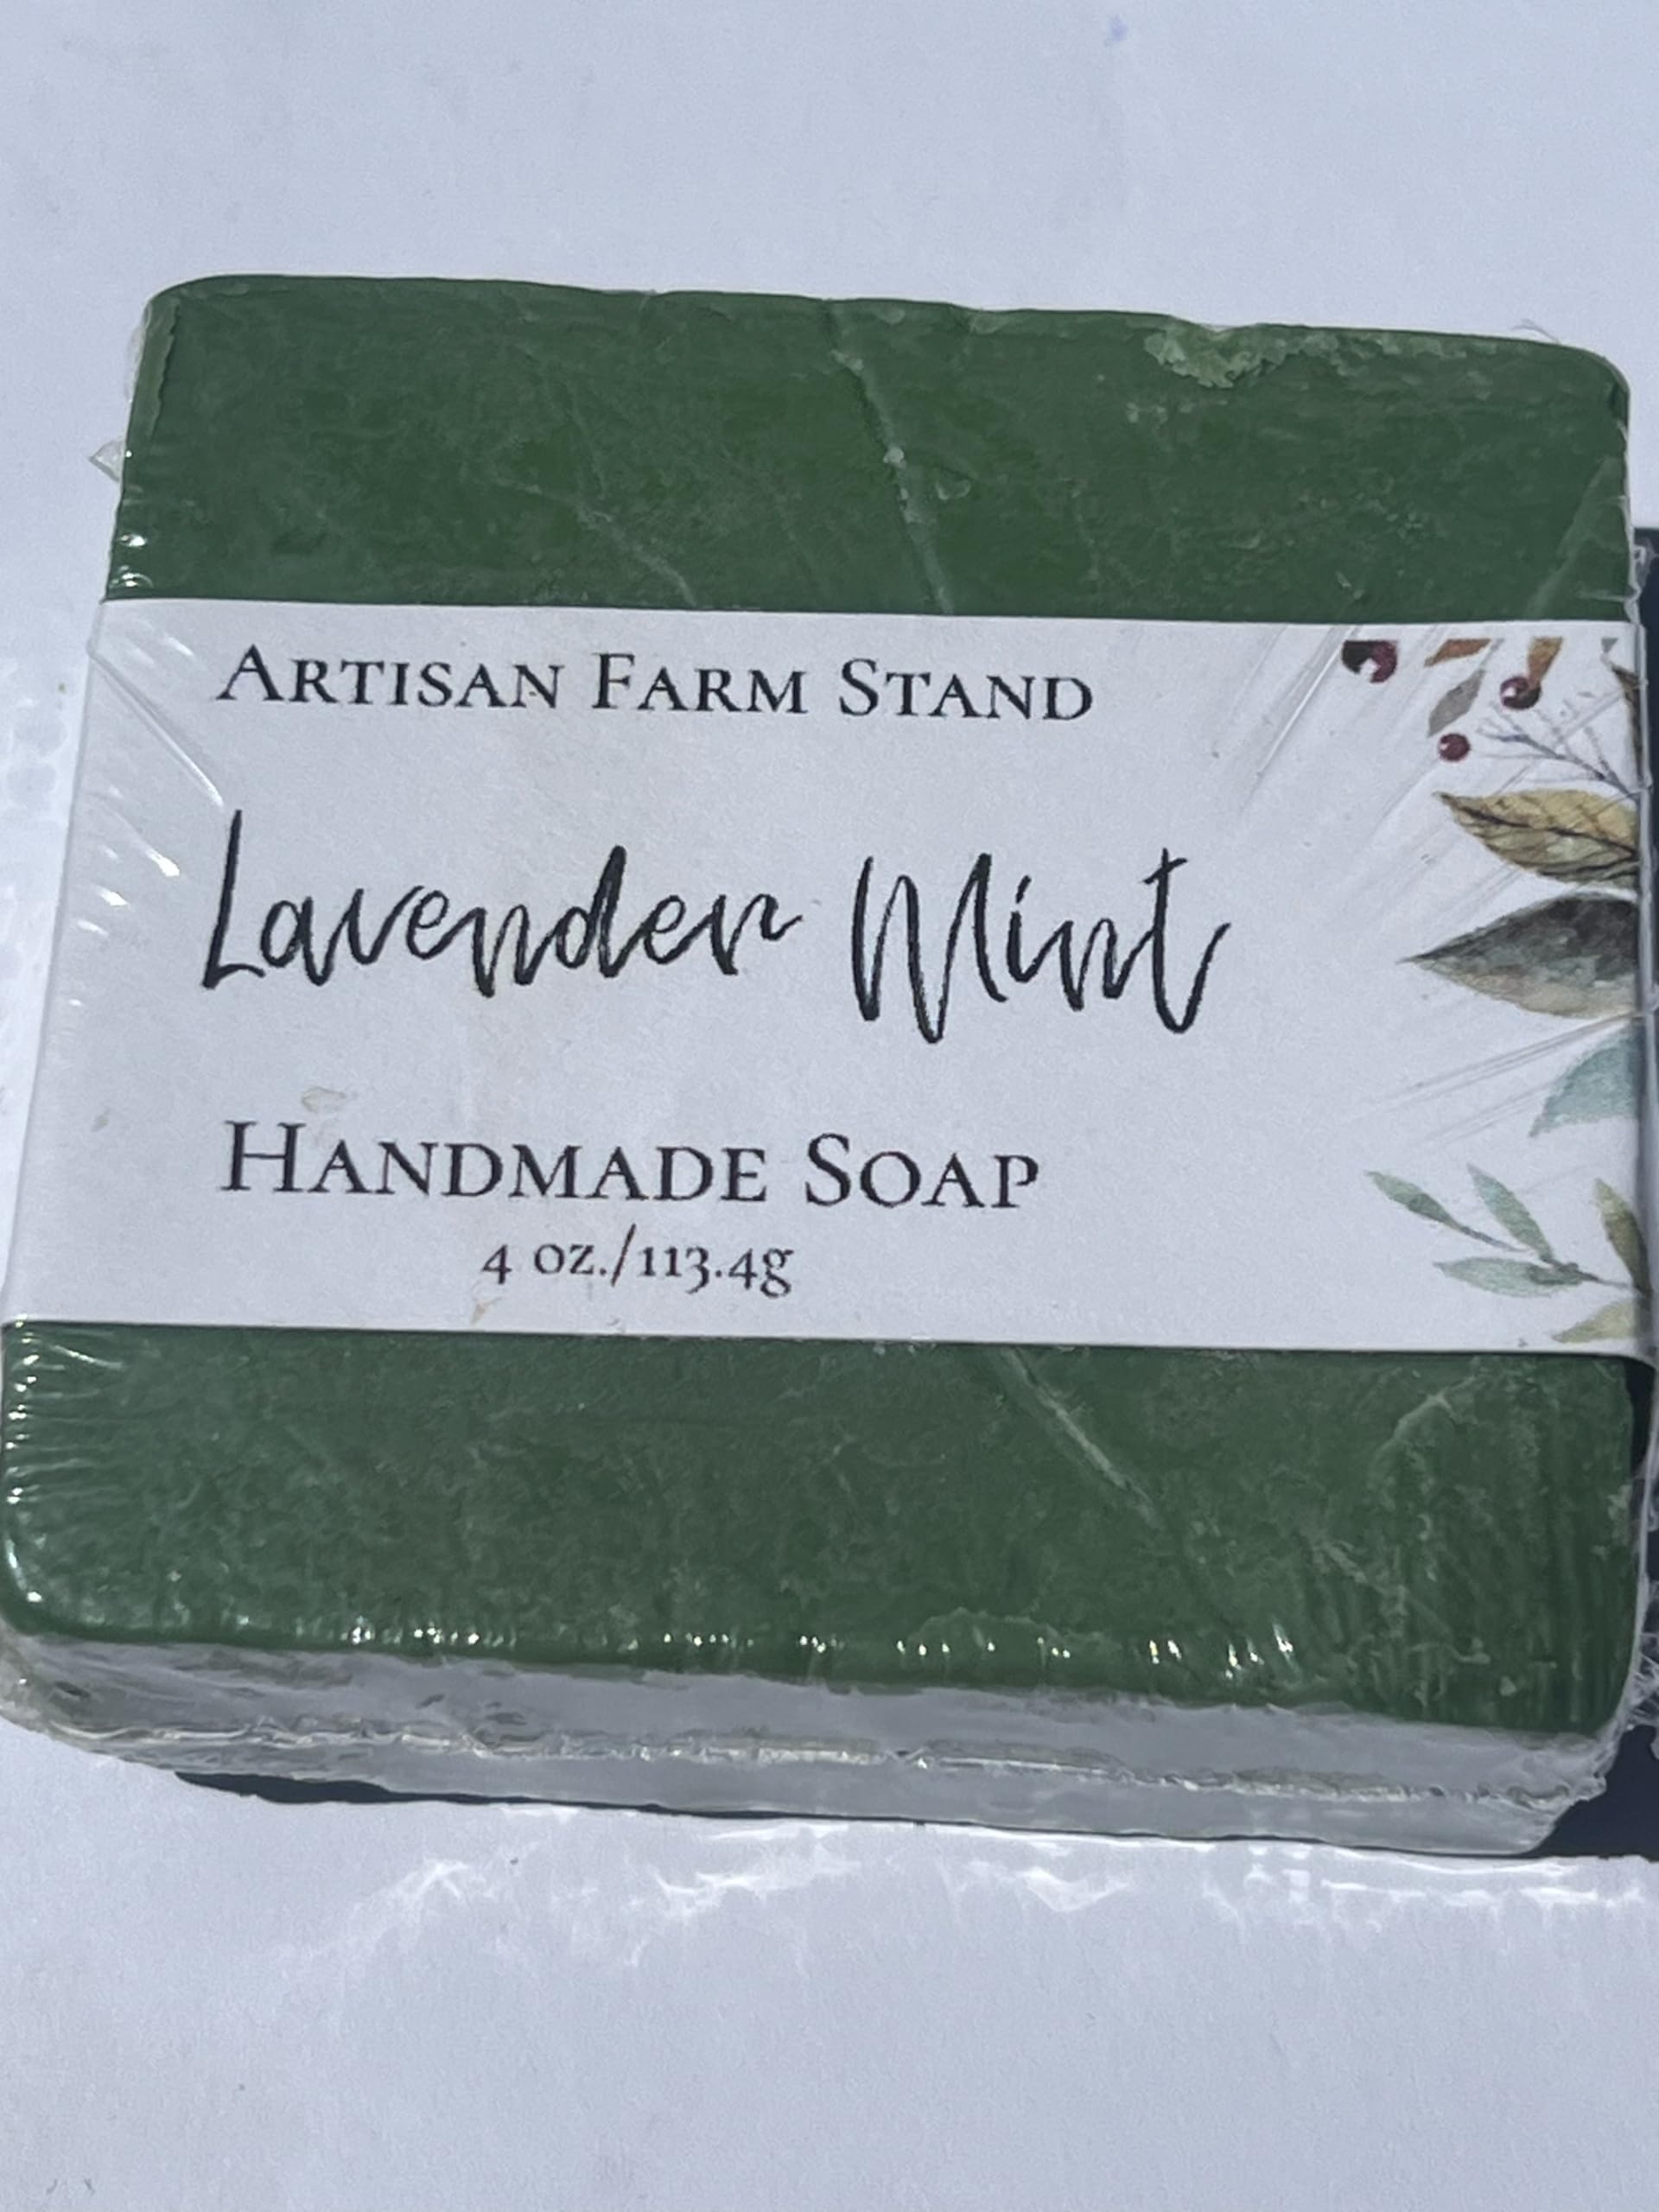 Artisan Farm Stand
Lavender Mint
Handmade Soap
4 oz./113.4g